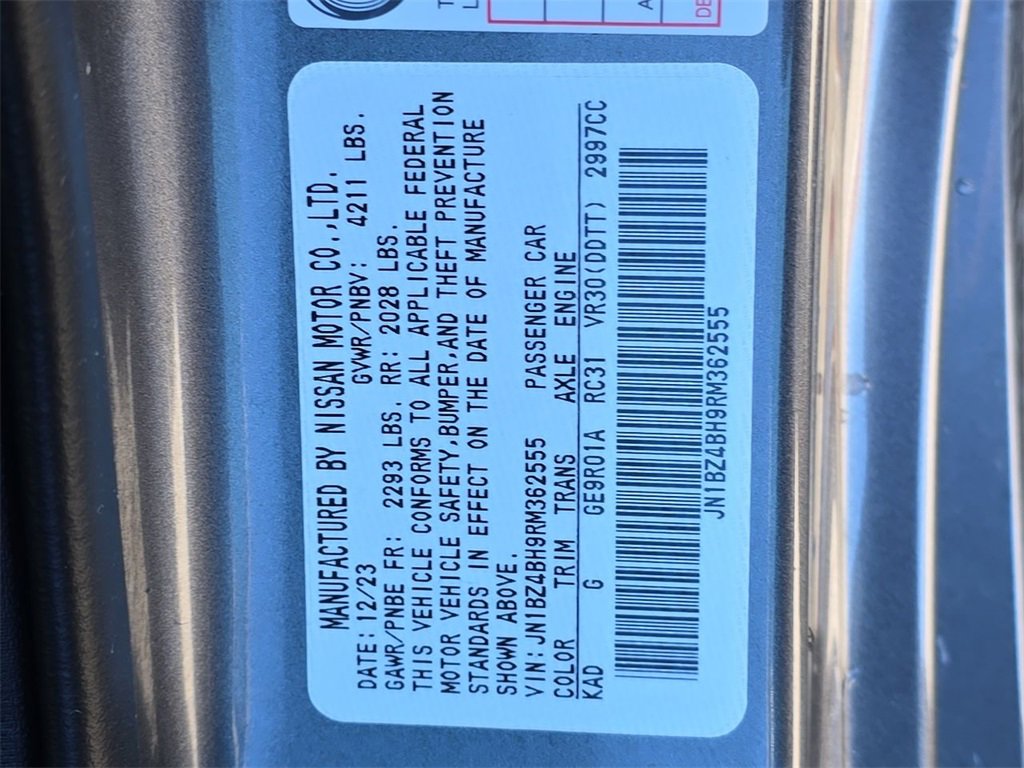 MANUFACTURED BY NISSAN MOTOR CO.,LTD.
DATE:12/23 GVWR/PNBV: 4211 LBS.
GAWR/PNBE FR: 2293 LBS. RR: 2028 LBS.
THIS VEHICLE CONFORMS TO ALL APPLICABLE FEDERAL
MOTOR VEHICLE SAFETY,BUMPER,AND THEFT PREVENTION
STANDARDS IN EFFECT ON THE DATE OF MANUFACTURE
SHOWN ABOVE.
VIN:JN1BZ4BH9RM362555 PASSENGER CAR
COLOR TRIM TRANS AXLE ENGINE
KAD G GE9R01A RC31 VR30(DDTT) 2997CC
JN1BZ4BH9RM362555